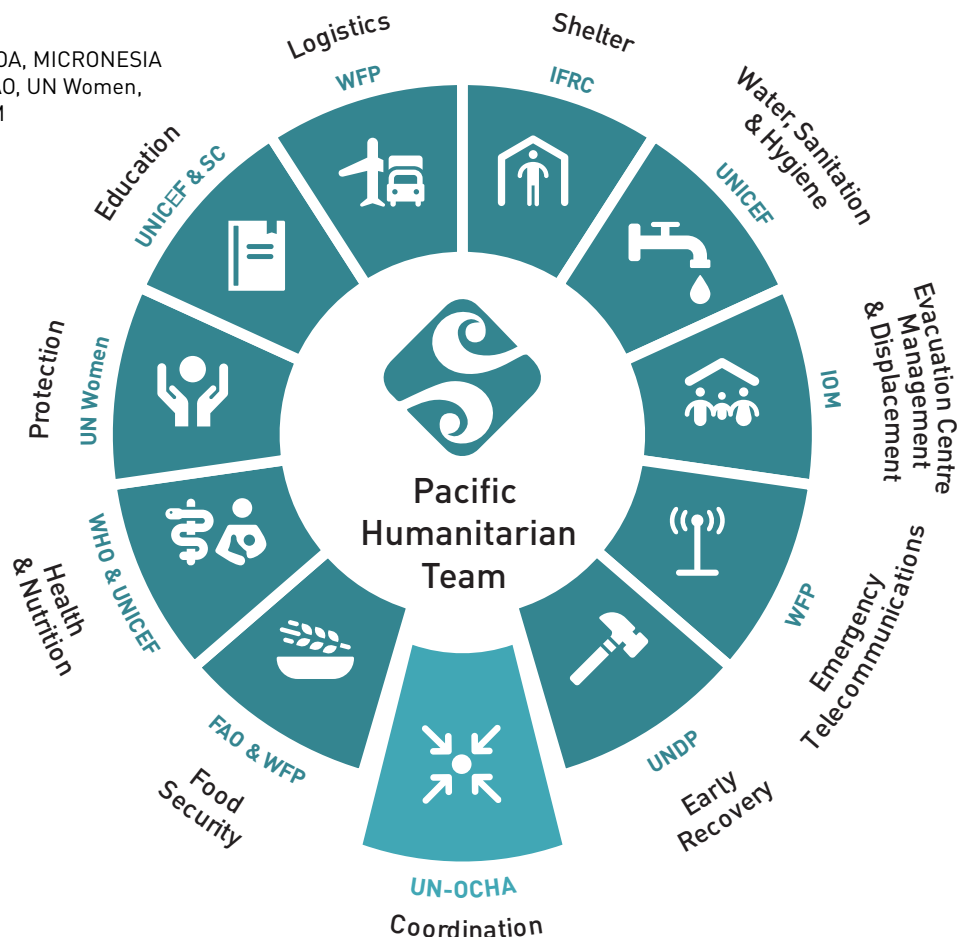 OA, MICRONESIA
AO, UN Women,
M
Logistics
WFP
Shelter
IFRC
Water, Sanitation
& Hygiene
UNICEF
Evacuation Centre
Management
& Displacement
IOM
Emergency
Telecommunications
WFP
Early
Recovery
UNDP
UN-OCHA
Coordination
Food
Security
FAO & WFP
Health
& Nutrition
WHO & UNICEF
Protection
UN Women
Education
UNICEF & SC
Pacific
Humanitarian
Team